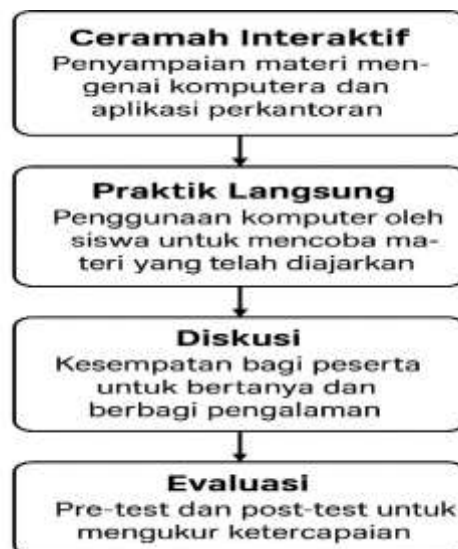 Ceramah Interaktif
Penyampaian materi men-
genai komputera dan
aplikasi perkantoran
Praktik Langsung
Penggunaan komputer oleh
siswa untuk mencoba ma-
teri yang telah diajarkan
Diskusi
Kesempatan bagi peserta
untuk bertanya dan
berbagi pengalaman
Evaluasi
Pre-test dan post-test untuk
mengukur ketercapaian